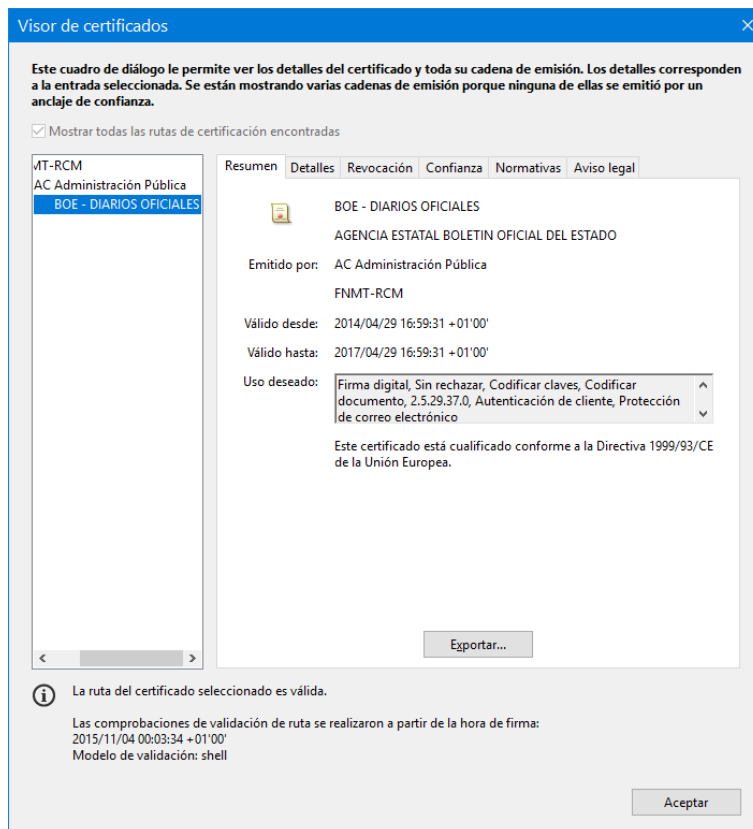 Visor de certificados
Este cuadro de diálogo le permite ver los detalles del certificado y toda su cadena de emisión. Los detalles corresponden
a la entrada seleccionada. Se están mostrando varias cadenas de emisión porque ninguna de ellas se emitió por un
anclaje de confianza.
Mostrar todas las rutas de certificación encontradas
MT-RCM
AC Administración Pública
BOE - DIARIOS OFICIALES
Resumen Detalles Revocación Confianza Normativas Aviso legal
BOE - DIARIOS OFICIALES
AGENCIA ESTATAL BOLETIN OFICIAL DEL ESTADO
Emitido por: AC Administración Pública
FNMT-RCM
Válido desde: 2014/04/29 16:59:31 +01'00'
Válido hasta: 2017/04/29 16:59:31 +01'00'
Uso deseado: Firma digital, Sin rechazar, Codificar claves, Codificar
documento, 2.5.29.37.0, Autenticación de cliente, Protección
de correo electrónico
Este certificado está cualificado conforme a la Directiva 1999/93/CE
de la Unión Europea.
Exportar...
La ruta del certificado seleccionado es válida.
Las comprobaciones de validación de ruta se realizaron a partir de la hora de firma:
2015/11/04 00:03:34 +01'00'
Modelo de validación: shell
Aceptar